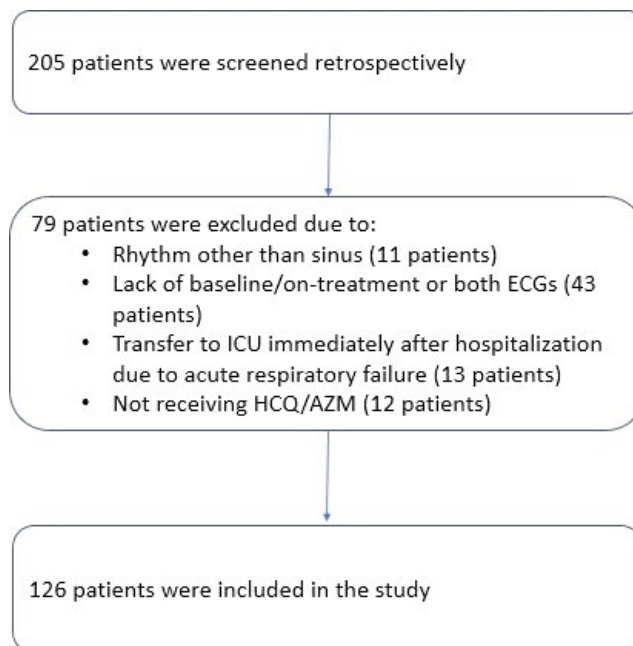 205 patients were screened retrospectively
79 patients were excluded due to:
• Rhythm other than sinus (11 patients)
• Lack of baseline/on-treatment or both ECGs (43
patients)
• Transfer to ICU immediately after hospitalization
due to acute respiratory failure (13 patients)
• Not receiving HCQ/AZM (12 patients)
126 patients were included in the study